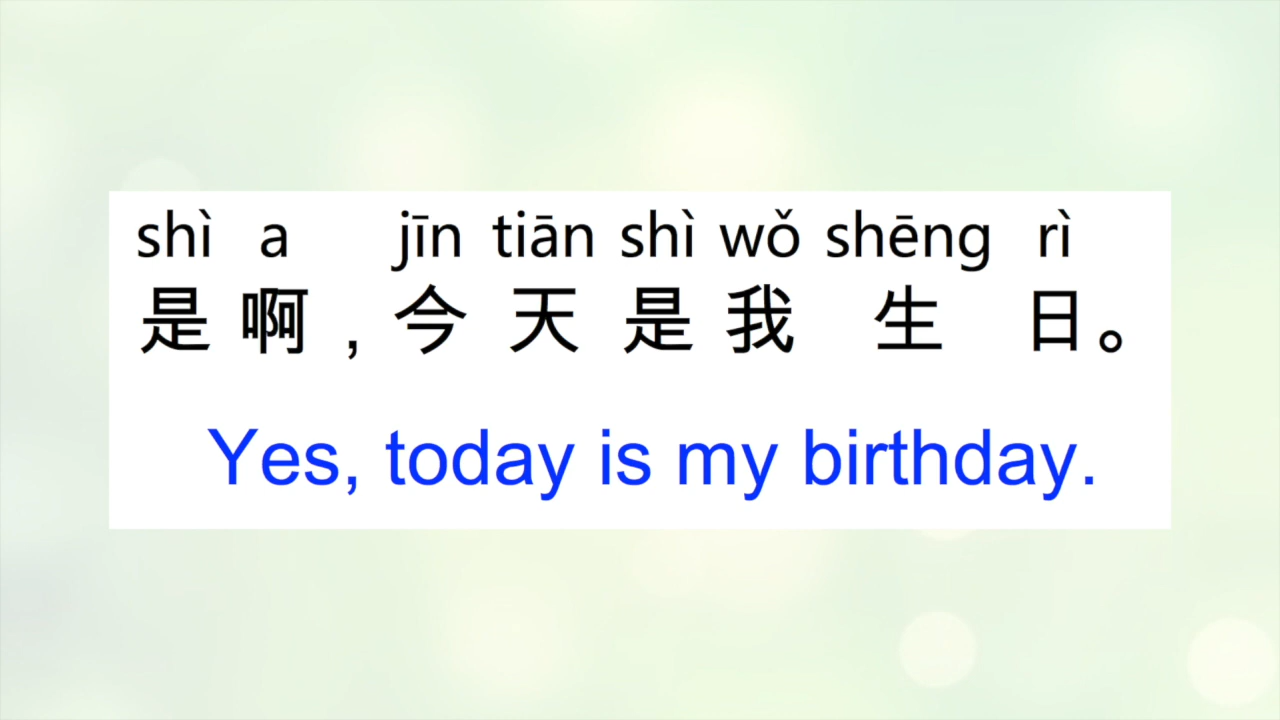 shì a jīn tiān shì wǒ shēng rì
是啊,今天是我生日。
Yes, today is my birthday.